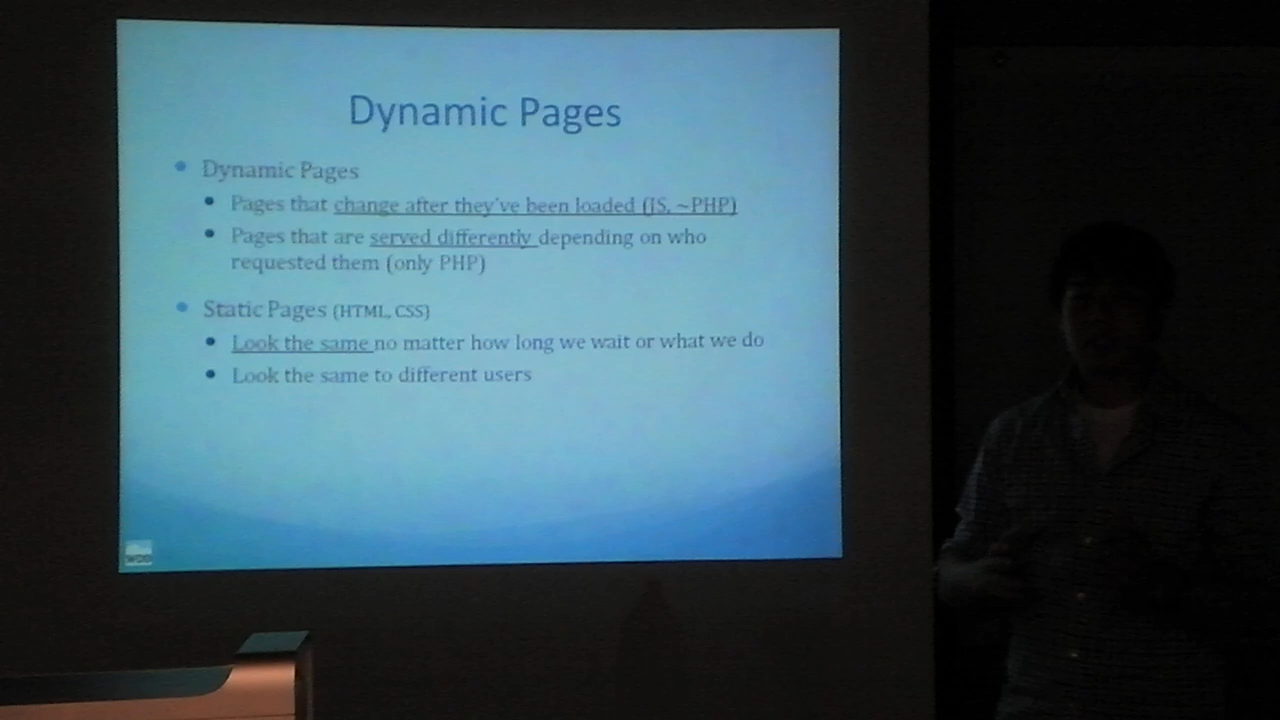 Dynamic Pages
Dynamic Pages
Pages that change after they've been loaded (JS, ~PHP)
Pages that are served differently depending on who
requested them (only PHP)
Static Pages (HTML, CSS)
Look the same no matter how long we wait or what we do
Look the same to different users